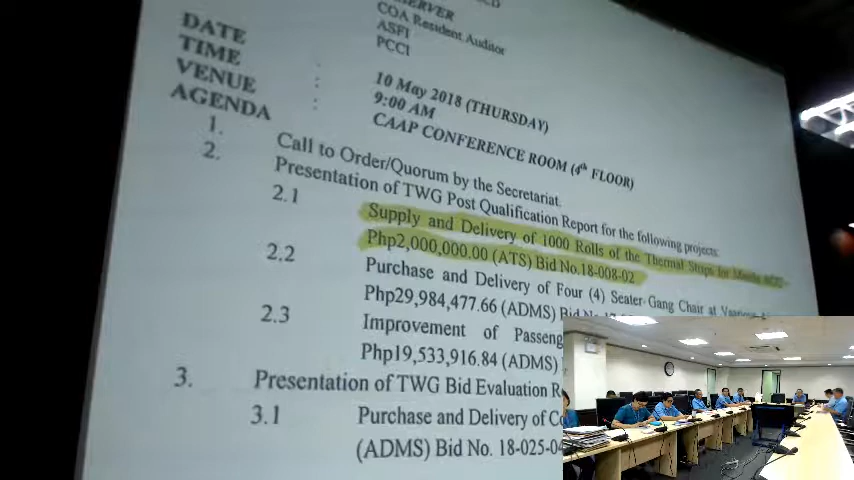 COA Resident Auditor
ASFI
PCCI
DATE : 10 May 2018 (THURSDAY)
TIME : 9:00 AM
VENUE : CAAP CONFERENCE ROOM (4th FLOOR)
AGENDA
1. Call to Order/Quorum by the Secretariat.
2. Presentation of TWG Post Qualification Report for the following projects:
2.1 Supply and Delivery of 1000 Rolls of the Thermal Strips for Manila
Php2,000,000.00 (ATS) Bid No.18-008-02
2.2 Purchase and Delivery of Four (4) Seater-Gang Chair at
Php29,984,477.66 (ADMS) Bid
2.3 Improvement of Passeng
Php19,533,916.84 (ADMS)
3. Presentation of TWG Bid Evaluation R
3.1 Purchase and Delivery of C
(ADMS) Bid No. 18-025-04